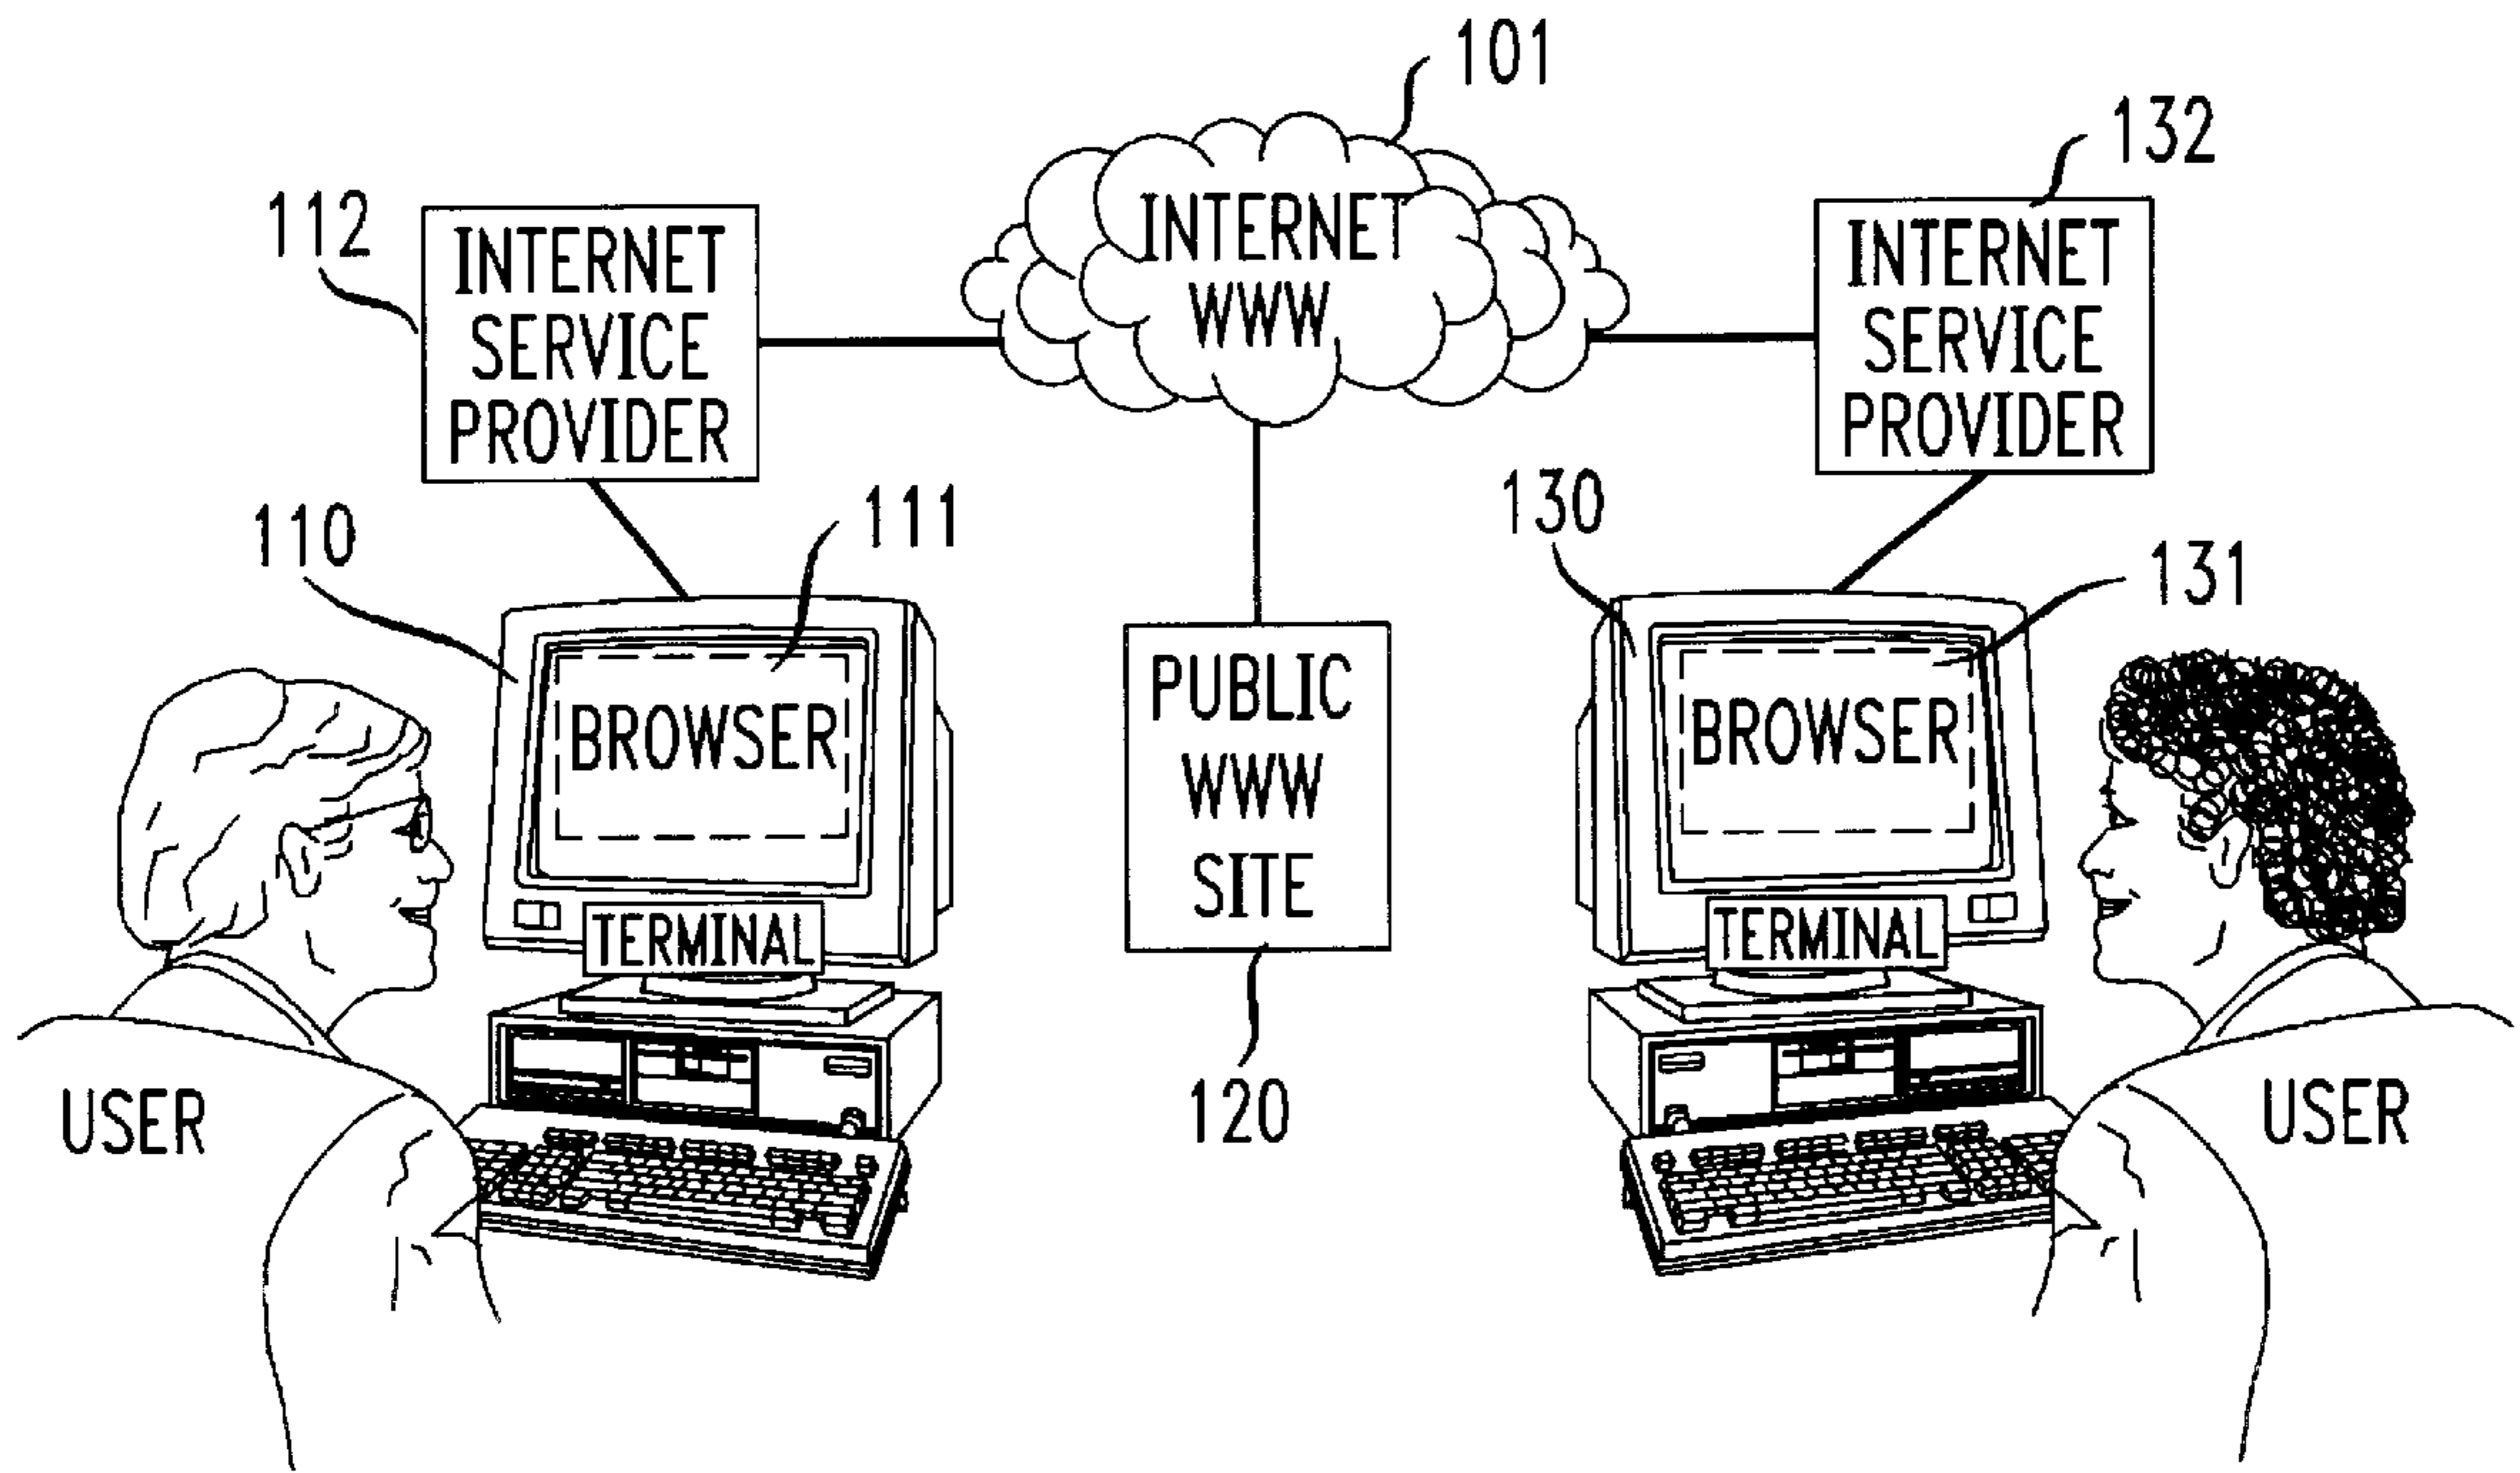 101
132
112
INTERNET
SERVICE
PROVIDER
INTERNET
WWW
INTERNET
SERVICE
PROVIDER
110
111
130
131
BROWSER
PUBLIC
WWW
SITE
BROWSER
TERMINAL
TERMINAL
USER
120
USER